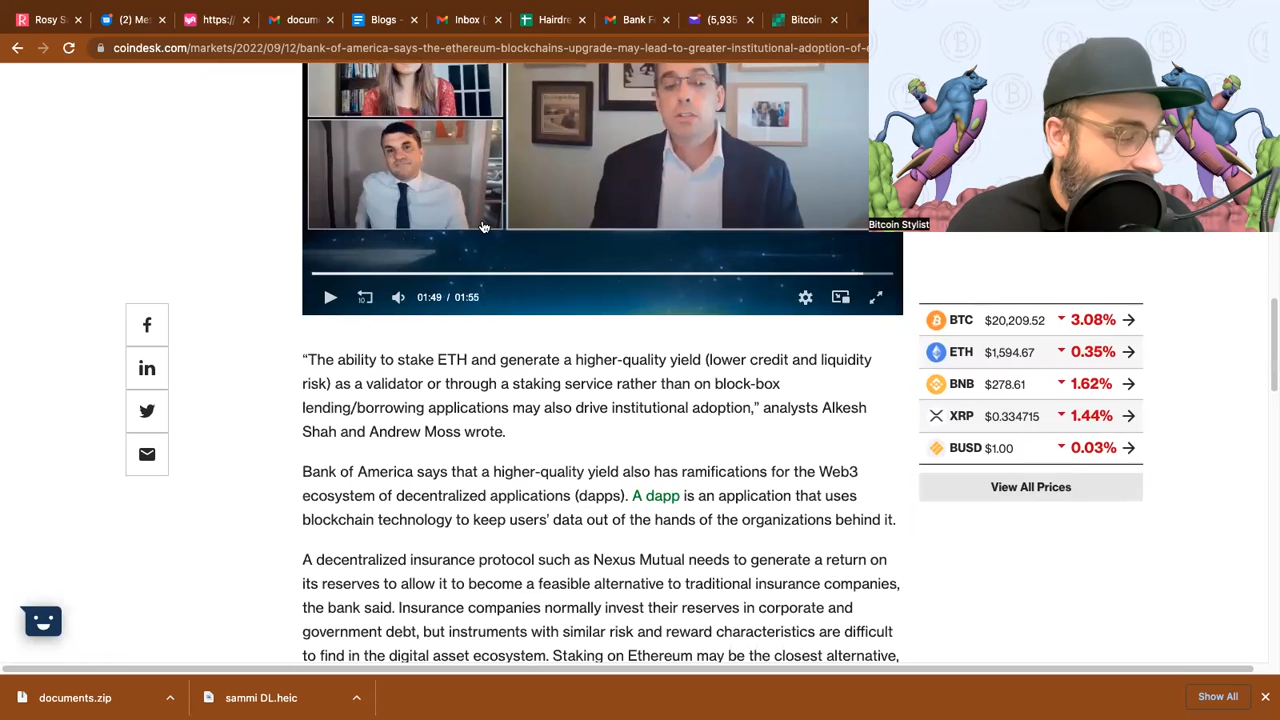 Rosy S
(2) Mes
https:/
docum
Blogs -
Inbox (
Hairdre
Bank F
(5,935
Bitcoin
coindesk.com/markets/2022/09/12/bank-of-america-says-the-ethereum-blockchains-upgrade-may-lead-to-greater-institutional-adoption-of-e
Bitcoin Stylist
10
01:49 / 01:55
“The ability to stake ETH and generate a higher-quality yield (lower credit and liquidity
risk) as a validator or through a staking service rather than on block-box
lending/borrowing applications may also drive institutional adoption,” analysts Alkesh
Shah and Andrew Moss wrote.
Bank of America says that a higher-quality yield also has ramifications for the Web3
ecosystem of decentralized applications (dapps). A dapp is an application that uses
blockchain technology to keep users’ data out of the hands of the organizations behind it.
A decentralized insurance protocol such as Nexus Mutual needs to generate a return on
its reserves to allow it to become a feasible alternative to traditional insurance companies,
the bank said. Insurance companies normally invest their reserves in corporate and
government debt, but instruments with similar risk and reward characteristics are difficult
to find in the digital asset ecosystem. Staking on Ethereum may be the closest alternative,
BTC $20,209.52 3.08%
ETH $1,594.67 0.35%
BNB $278.61 1.62%
XRP $0.334715 1.44%
BUSD $1.00 0.03%
View All Prices
documents.zip
sammi DL.heic
Show All